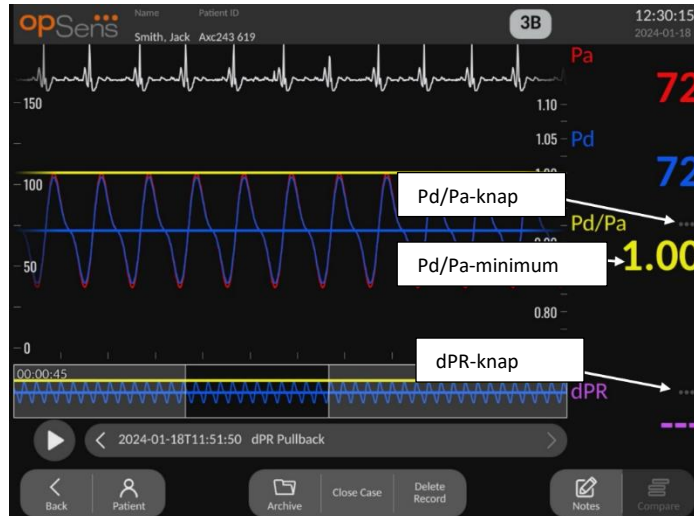 opSens
Name Patient ID
Smith, Jack Axc243 619
3B
12:30:15
2024-01-18
Pa
72
150
1.10
1.05
Pd
72
100
Pd/Pa-knap
Pd/Pa
Pd/Pa-minimum
1.00
50
0.80
dPR-knap
0
00:00:45
dPR
---
2024-01-18T11:51:50 dPR Pullback
Back
Patient
Archive
Close Case
Delete
Record
Notes
Compare